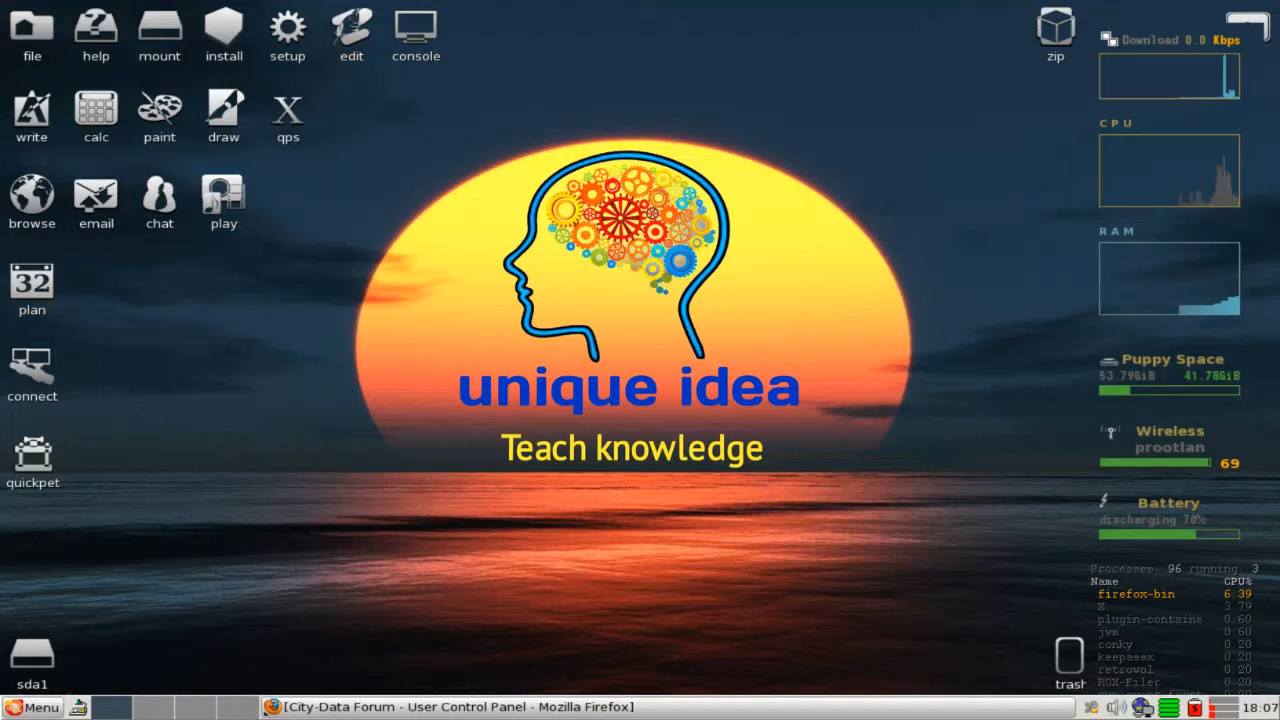 file help mount install setup edit console
zip
write calc paint draw X qps
browse email chat play
32
plan
connect
quickpet
sda1
trash
unique idea
Teach knowledge
Download 0.0 Kbps
CPU
RAM
Puppy Space
53.79GiB 41.78GiB
Wireless
prootlan
69
Battery
discharging 70%
Processes: 96 running: 3
Name CPU%
firefox-bin 6.39
X 3.79
plugin-containe 0.60
jwm 0.60
conky 0.20
keepassx 0.20
retrovol 0.20
ROX-Filer 0.20
Menu
[City-Data Forum - User Control Panel - Mozilla Firefox]
18:07